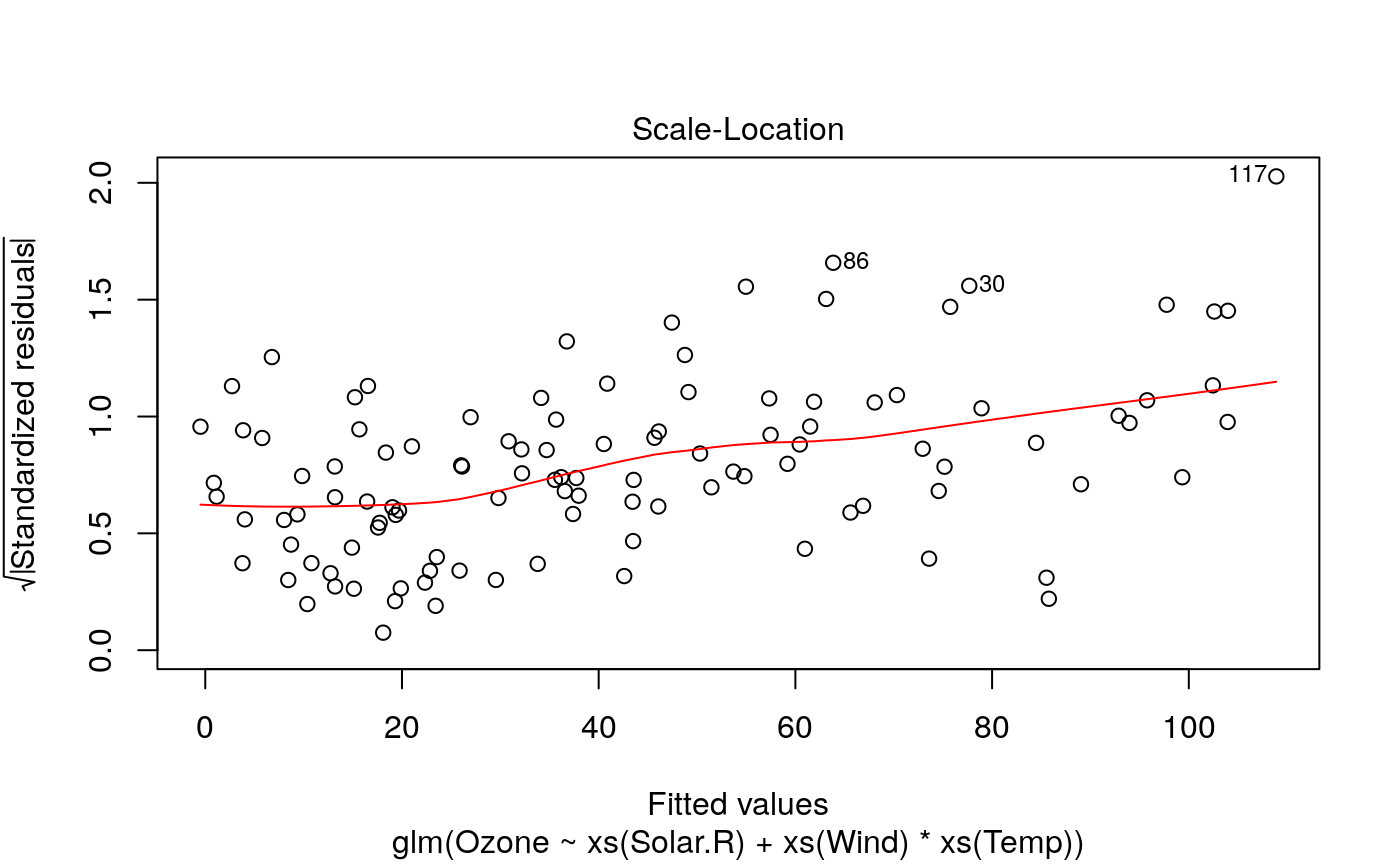 Scale-Location
√|Standardized residuals|
2.0
1.5
1.0
0.5
0.0
117
86
30
0 20 40 60 80 100
Fitted values
glm(Ozone ~ xs(Solar.R) + xs(Wind) * xs(Temp))